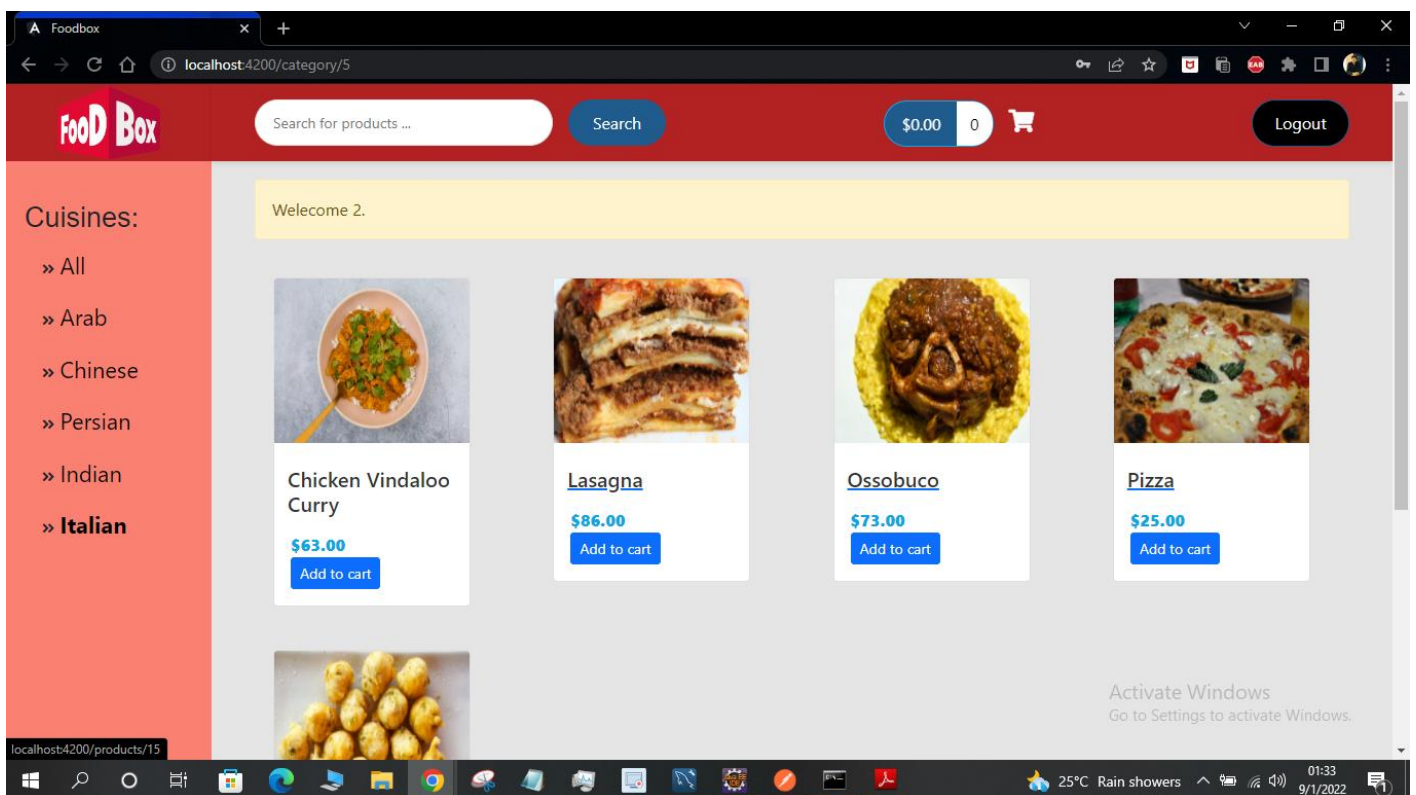 Foodbox
localhost:4200/category/5
FooD Box
Search for products ...
Search
$0.00 0
Logout
Cuisines:
» All
» Arab
» Chinese
» Persian
» Indian
» Italian
Welecome 2.
Chicken Vindaloo
Curry
$63.00
Add to cart
Lasagna
$86.00
Add to cart
Ossobuco
$73.00
Add to cart
Pizza
$25.00
Add to cart
Activate Windows
Go to Settings to activate Windows.
localhost:4200/products/15
25°C Rain showers
01:33
9/1/2022